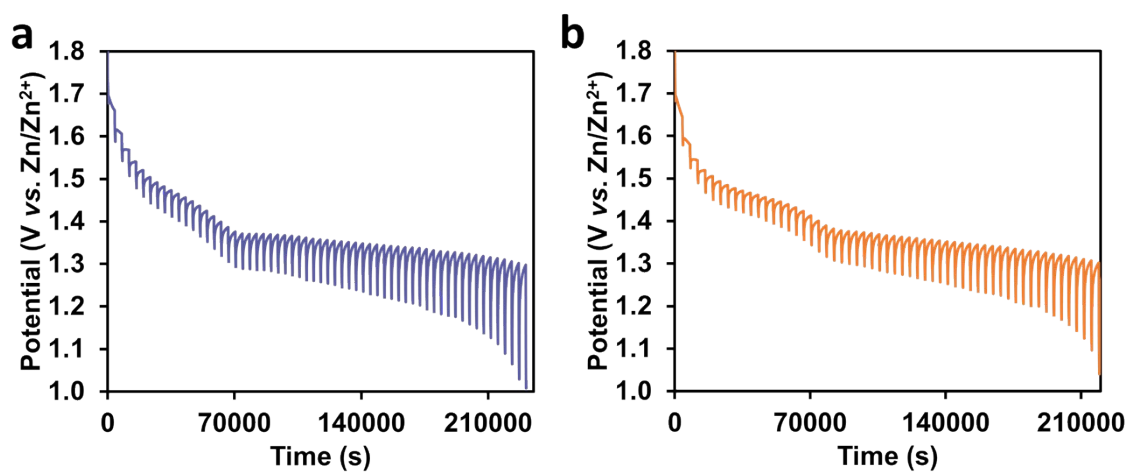 a
1.8
1.7
1.6
1.5
1.4
1.3
1.2
1.1
1.0
Potential (V vs. Zn/Zn²⁺)
0 70000 140000 210000
Time (s)
b
1.8
1.7
1.6
1.5
1.4
1.3
1.2
1.1
1.0
Potential (V vs. Zn/Zn²⁺)
0 70000 140000 210000
Time (s)